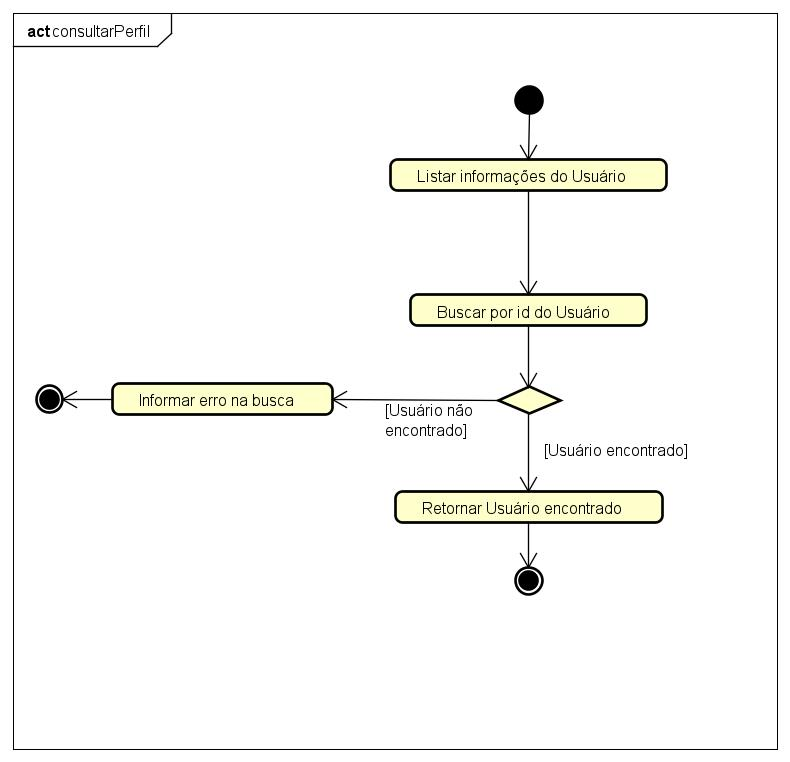 act consultarPerfil
Listar informações do Usuário
Buscar por id do Usuário
Informar erro na busca
[Usuário não
encontrado]
[Usuário encontrado]
Retornar Usuário encontrado